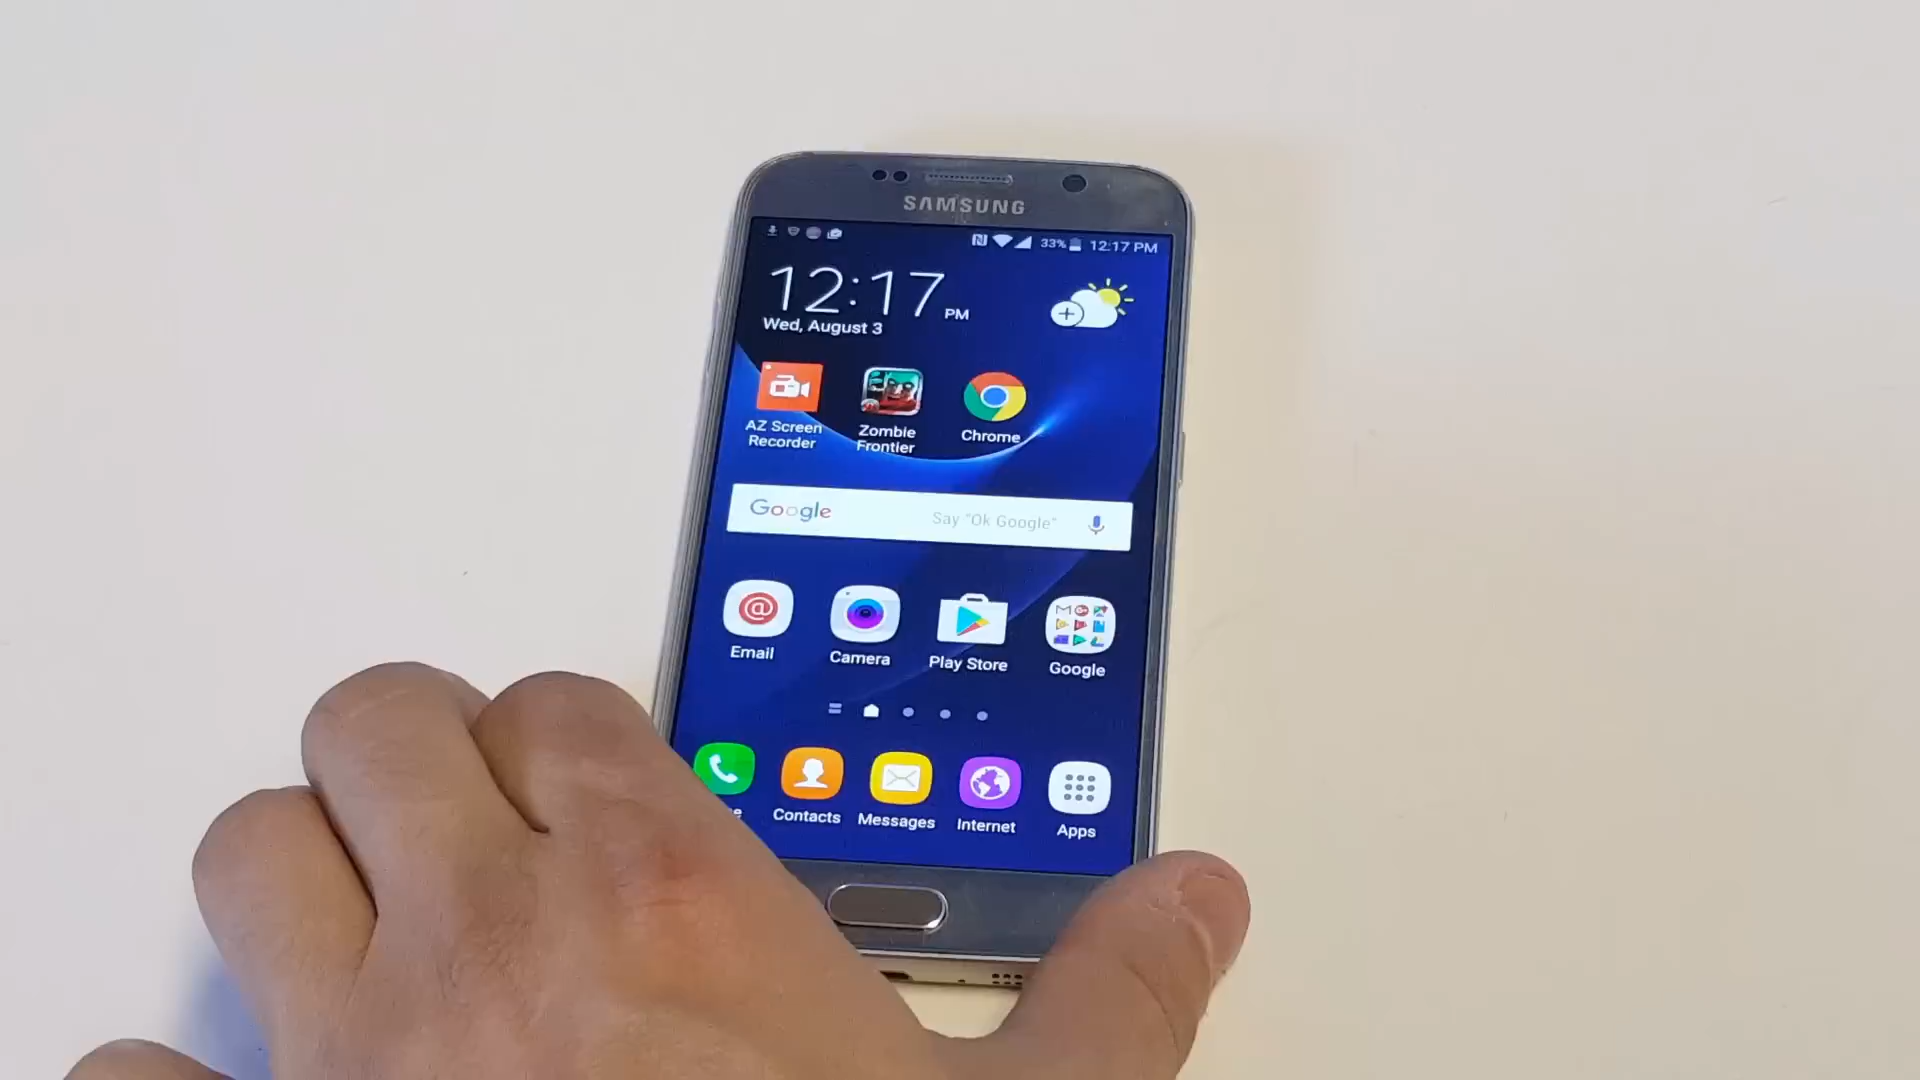 SAMSUNG
33% 12:17 PM
12:17 PM
Wed, August 3
AZ Screen
Recorder
Zombie
Frontier
Chrome
Google Say "Ok Google"
Email
Camera
Play Store
Google
Contacts
Messages
Internet
Apps